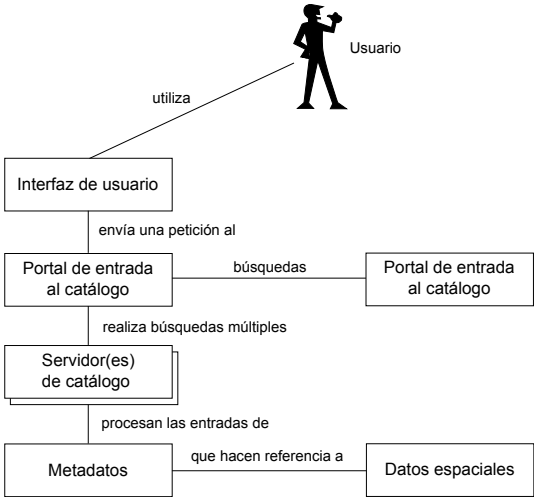 Usuario
utiliza
Interfaz de usuario
envía una petición al
Portal de entrada
al catálogo
búsquedas
Portal de entrada
al catálogo
realiza búsquedas múltiples
Servidor(es)
de catálogo
procesan las entradas de
Metadatos
que hacen referencia a
Datos espaciales